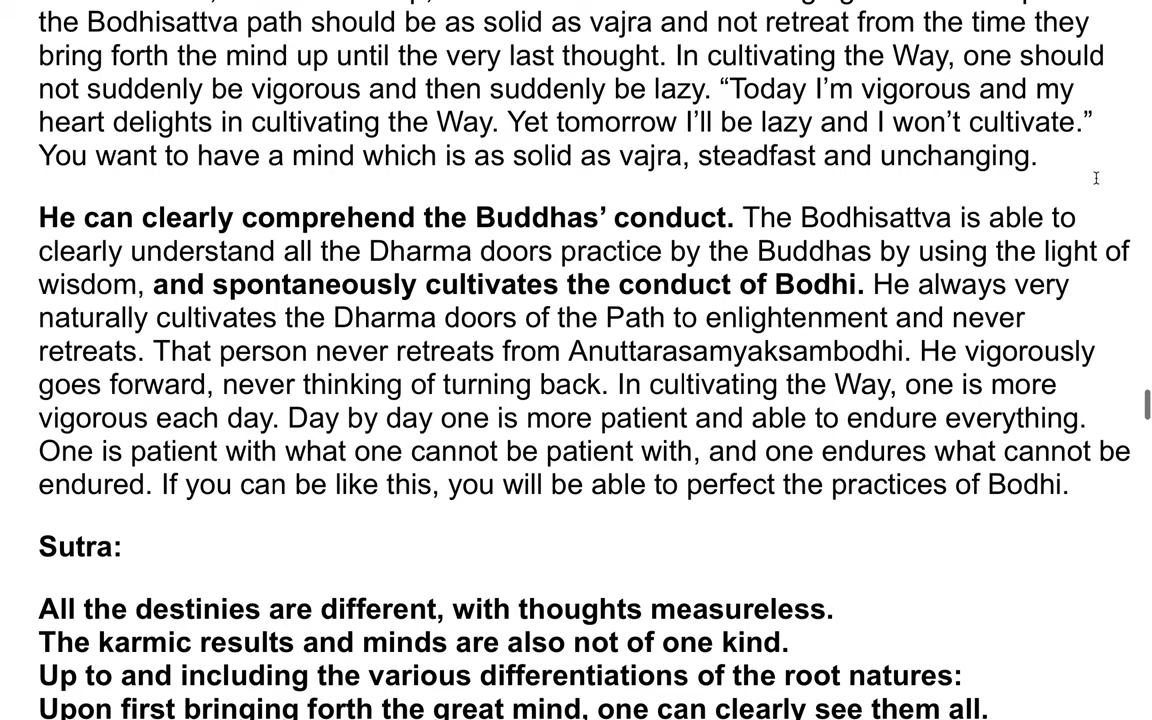 the Bodhisattva path should be as solid as vajra and not retreat from the time they
bring forth the mind up until the very last thought. In cultivating the Way, one should
not suddenly be vigorous and then suddenly be lazy. “Today I’m vigorous and my
heart delights in cultivating the Way. Yet tomorrow I’ll be lazy and I won’t cultivate.”
You want to have a mind which is as solid as vajra, steadfast and unchanging.
He can clearly comprehend the Buddhas’ conduct. The Bodhisattva is able to
clearly understand all the Dharma doors practice by the Buddhas by using the light of
wisdom, and spontaneously cultivates the conduct of Bodhi. He always very
naturally cultivates the Dharma doors of the Path to enlightenment and never
retreats. That person never retreats from Anuttarasamyaksambodhi. He vigorously
goes forward, never thinking of turning back. In cultivating the Way, one is more
vigorous each day. Day by day one is more patient and able to endure everything.
One is patient with what one cannot be patient with, and one endures what cannot be
endured. If you can be like this, you will be able to perfect the practices of Bodhi.
Sutra:
All the destinies are different, with thoughts measureless.
The karmic results and minds are also not of one kind.
Up to and including the various differentiations of the root natures:
Upon first bringing forth the great mind, one can clearly see them all.